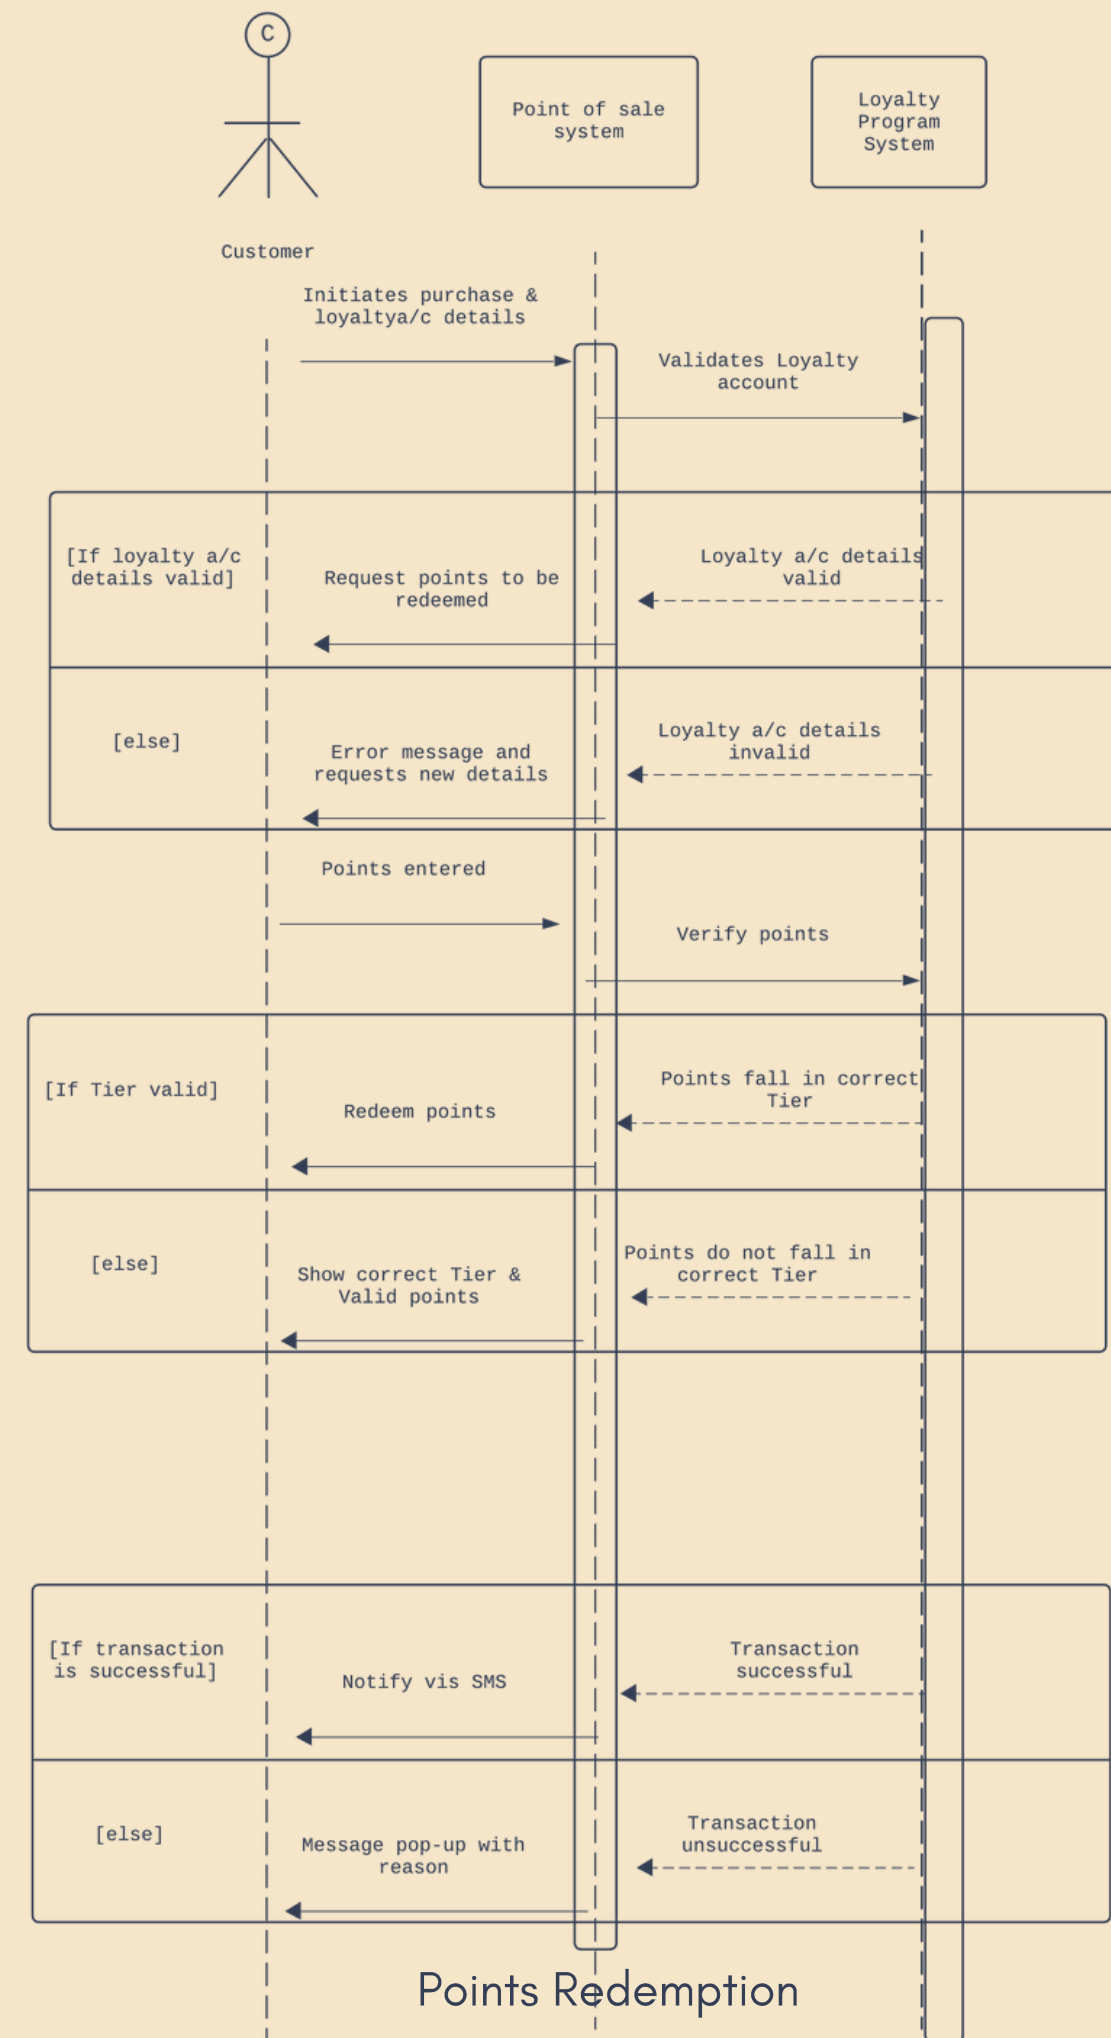 C
Point of sale
system
Loyalty
Program
System
Customer
Initiates purchase &
loyaltya/c details
Validates Loyalty
account
[If loyalty a/c
details valid]
Loyalty a/c details
valid
Request points to be
redeemed
[else]
Loyalty a/c details
invalid
Error message and
requests new details
Points entered
Verify points
[If Tier valid]
Points fall in correct
Tier
Redeem points
[else]
Points do not fall in
correct Tier
Show correct Tier &
Valid points
[If transaction
is successful]
Transaction
successful
Notify vis SMS
[else]
Transaction
unsuccessful
Message pop-up with
reason
Points Redemption